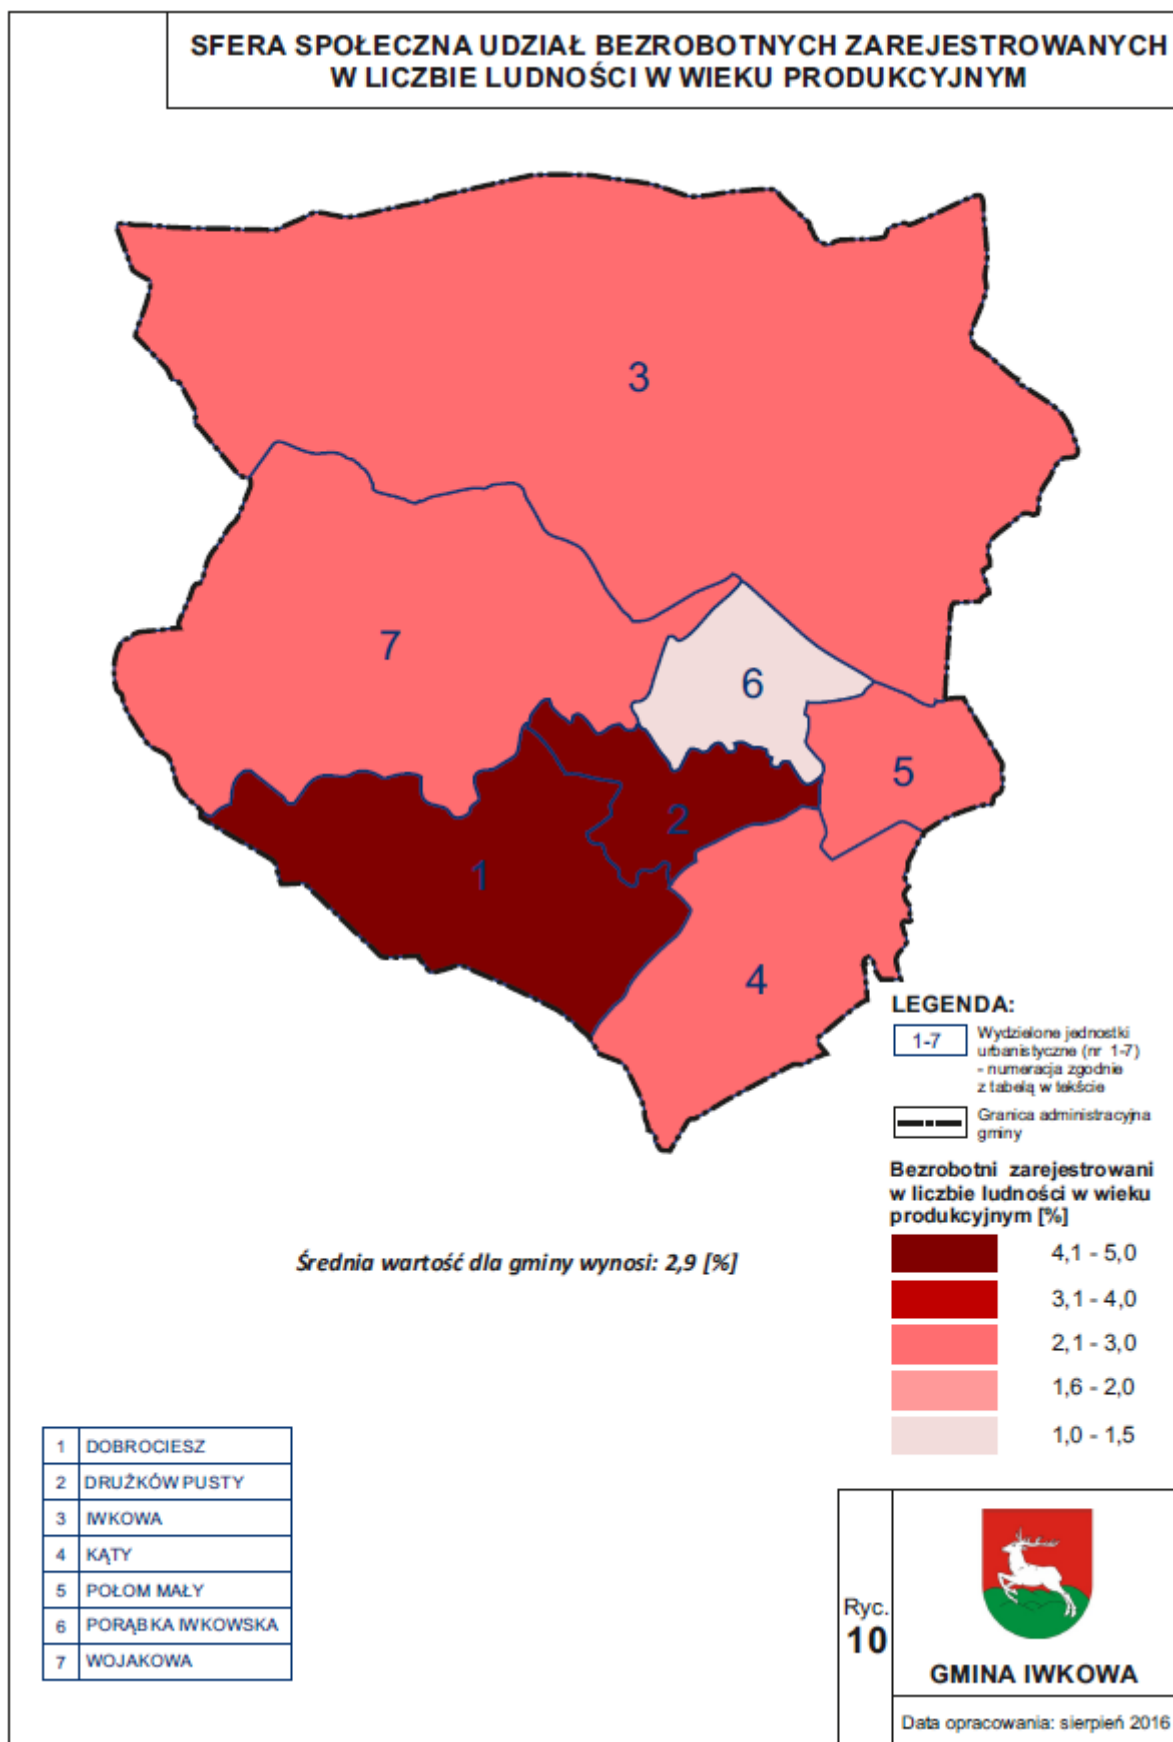 SFERA SPOŁECZNA UDZIAŁ BEZROBOTNYCH ZAREJESTROWANYCH
W LICZBIE LUDNOŚCI W WIEKU PRODUKCYJNYM
3
7
6
5
2
1
4
LEGENDA:
1-7
Wydzielone jednostki
urbanistyczne (nr 1-7)
- numeracja zgodnie
z tabelą w tekście
Granica administracyjna
gminy
Bezrobotni zarejestrowani
w liczbie ludności w wieku
produkcyjnym [%]
4,1 - 5,0
3,1 - 4,0
2,1 - 3,0
1,6 - 2,0
1,0 - 1,5
Średnia wartość dla gminy wynosi: 2,9 [%]
1 DOBROCIESZ
2 DRUŻKÓW PUSTY
3 IWKOWA
4 KĄTY
5 POŁOM MAŁY
6 PORĄBKA IWKOWSKA
7 WOJAKOWA
Ryc.
10
GMINA IWKOWA
Data opracowania: sierpień 2016